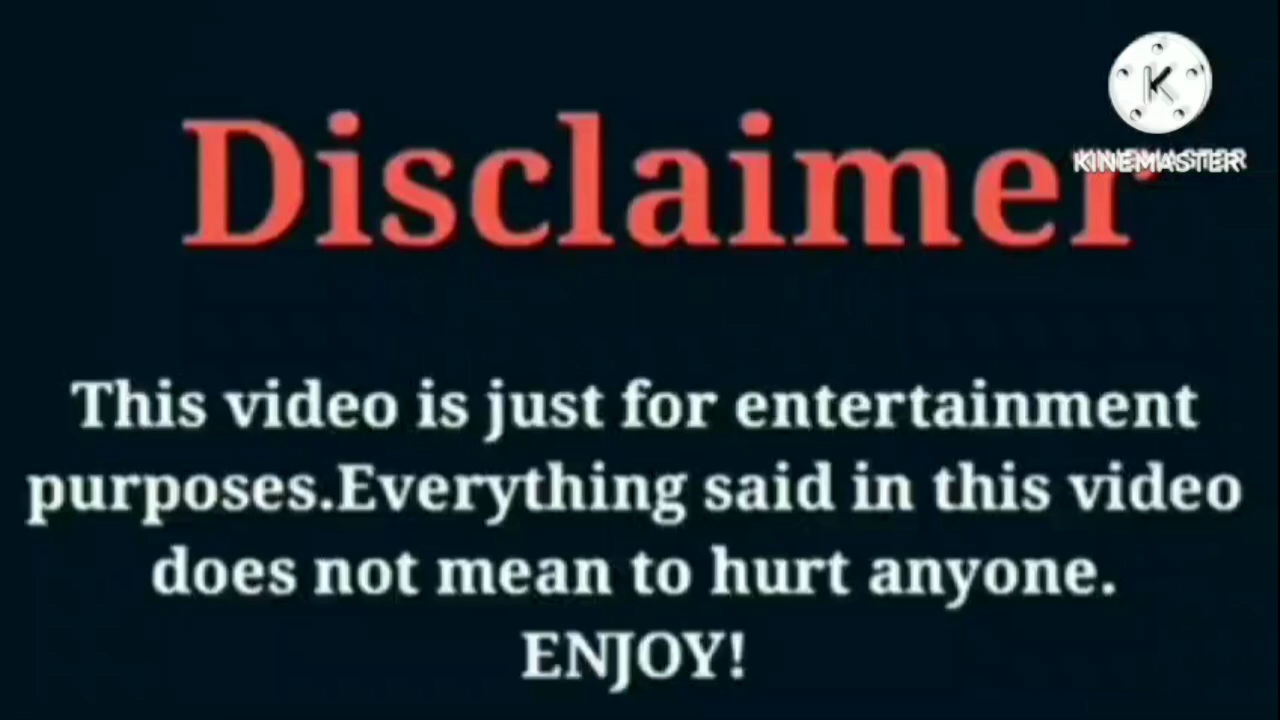 K
KINEMASTER
Disclaimer
This video is just for entertainment
purposes.Everything said in this video
does not mean to hurt anyone.
ENJOY!